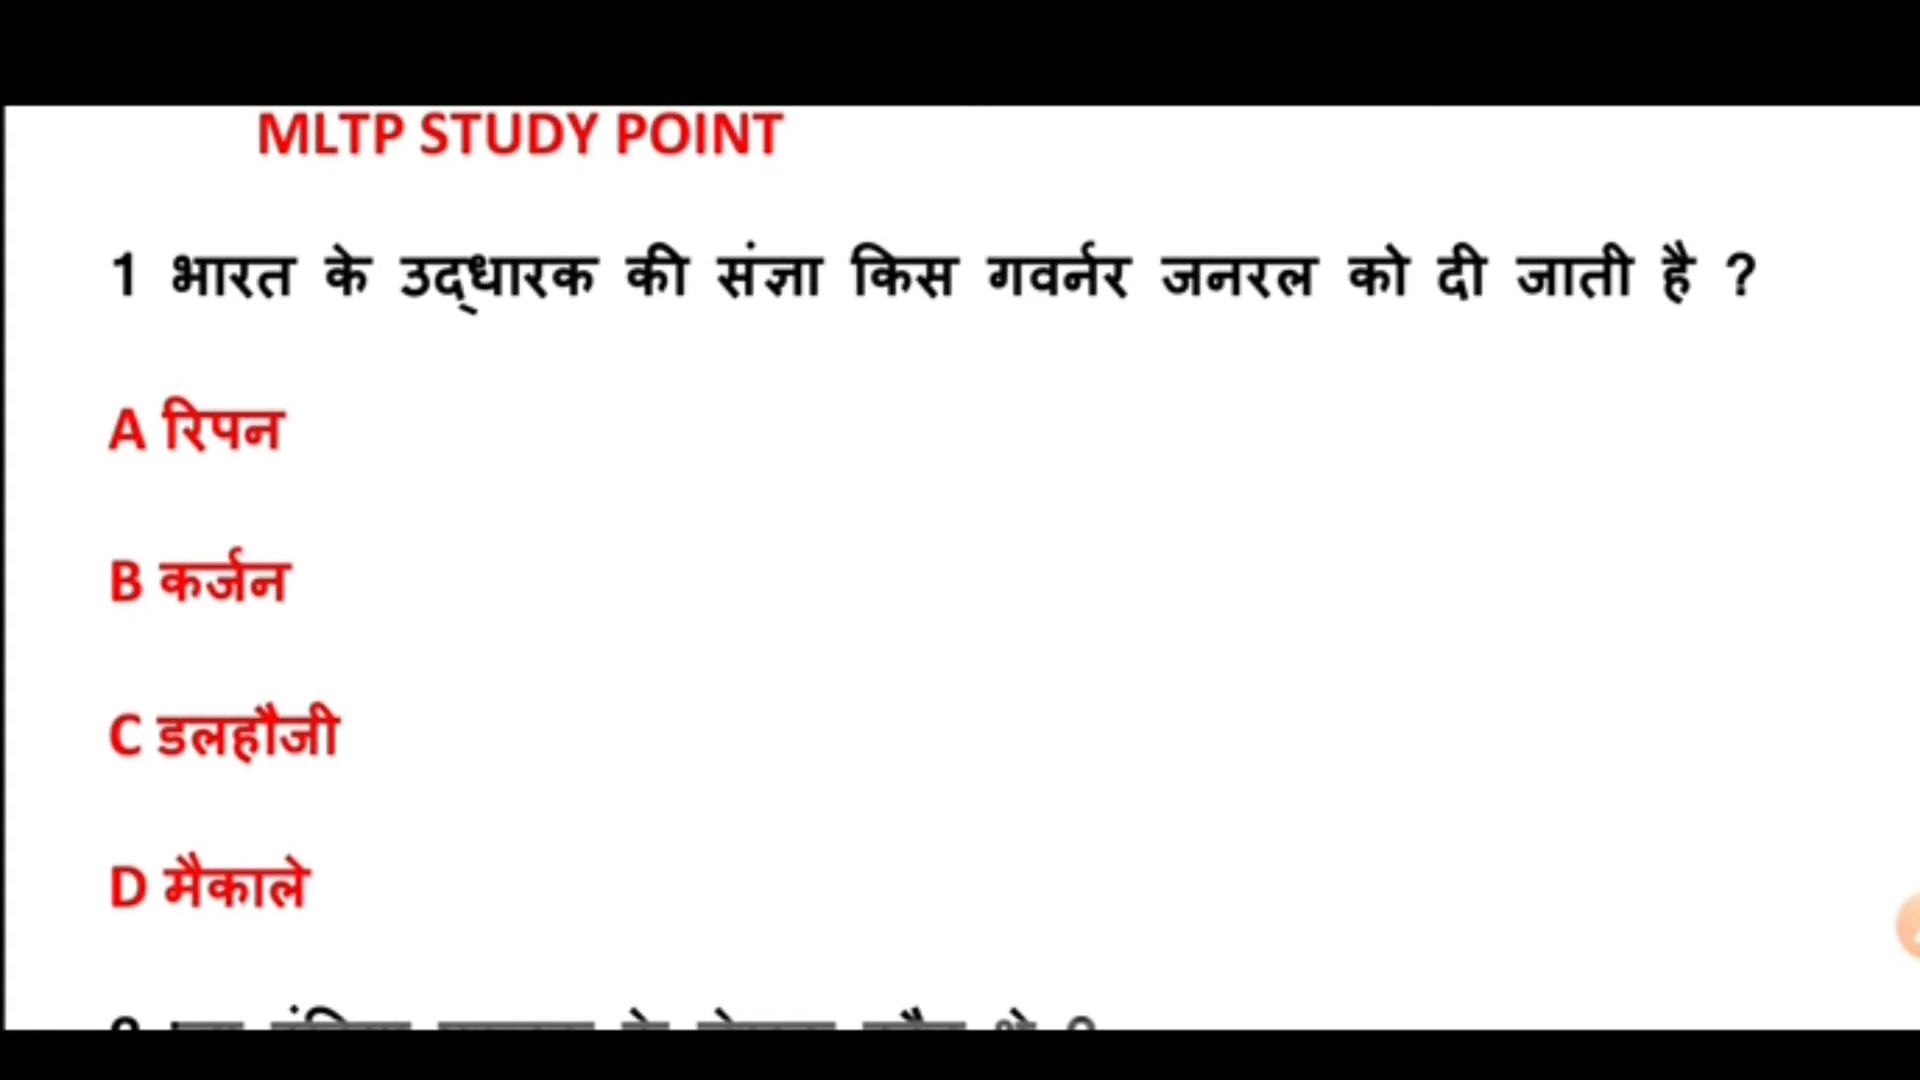 MLTP STUDY POINT
1 भारत के उद्धारक की संज्ञा किस गवर्नर जनरल को दी जाती है ?
A रिपन
B कर्जन
C डलहौजी
D मैकाले